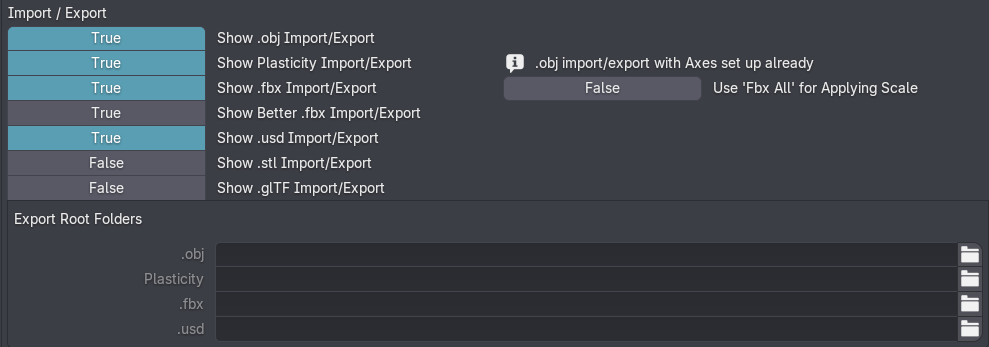 Import / Export
True Show .obj Import/Export
True Show Plasticity Import/Export .obj import/export with Axes set up already
True Show .fbx Import/Export False Use 'Fbx All' for Applying Scale
True Show Better .fbx Import/Export
True Show .usd Import/Export
False Show .stl Import/Export
False Show .glTF Import/Export
Export Root Folders
.obj
Plasticity
.fbx
.usd